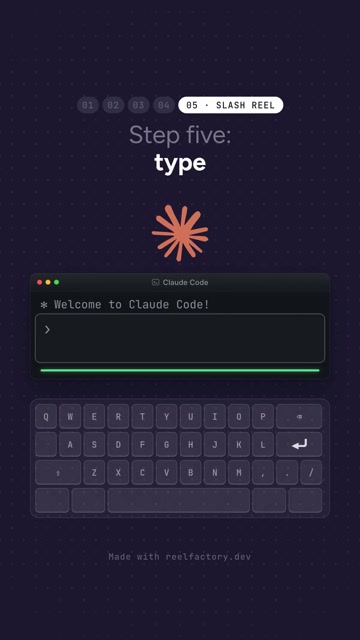 01 02 03 04 05 · SLASH REEL
Step five:
type
Claude Code
✻ Welcome to Claude Code!
>
Q W E R T Y U I O P ⌫
A S D F G H J K L ↵
⇧ Z X C V B N M , . /
Made with reelfactory.dev